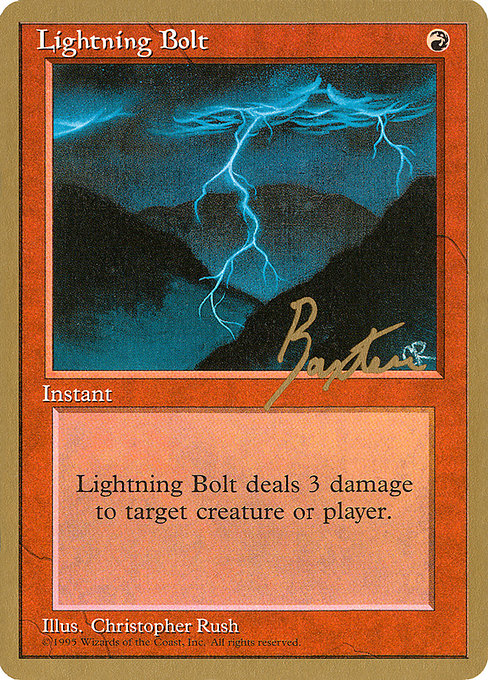 Lightning Bolt
Baxter
Instant
Lightning Bolt deals 3 damage
to target creature or player.
Illus. Christopher Rush
©1995 Wizards of the Coast, Inc. All rights reserved.